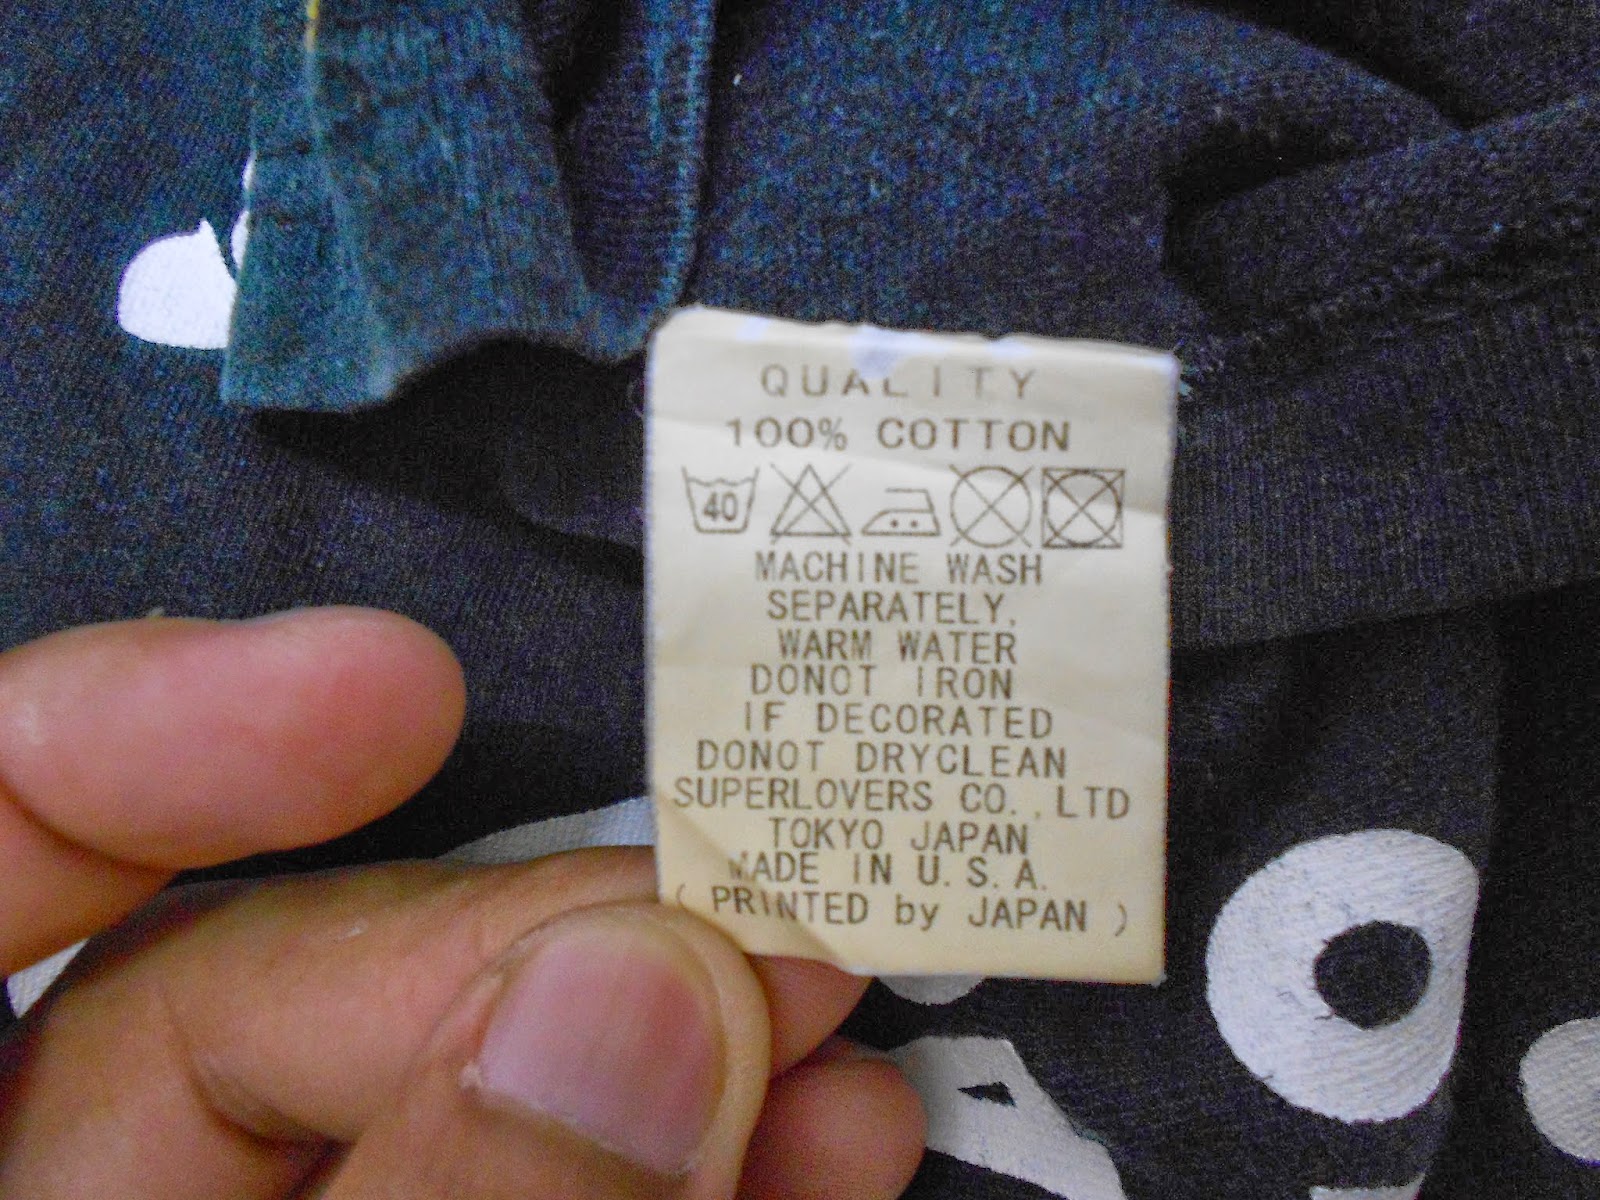 QUALITY
100% COTTON
40
MACHINE WASH
SEPARATELY,
WARM WATER
DONOT IRON
IF DECORATED
DONOT DRYCLEAN
SUPERLOVERS CO.,LTD
TOKYO JAPAN
MADE IN U.S.A.
( PRINTED by JAPAN )